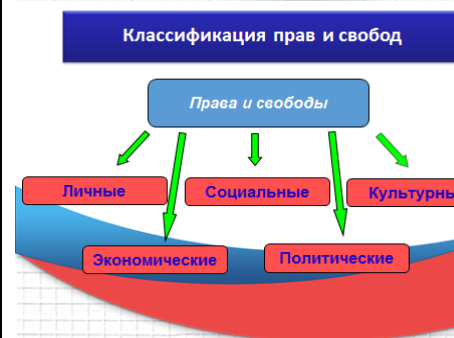 Классификация прав и свобод
Права и свободы
Личные
Социальные
Культурны
Экономические
Политические